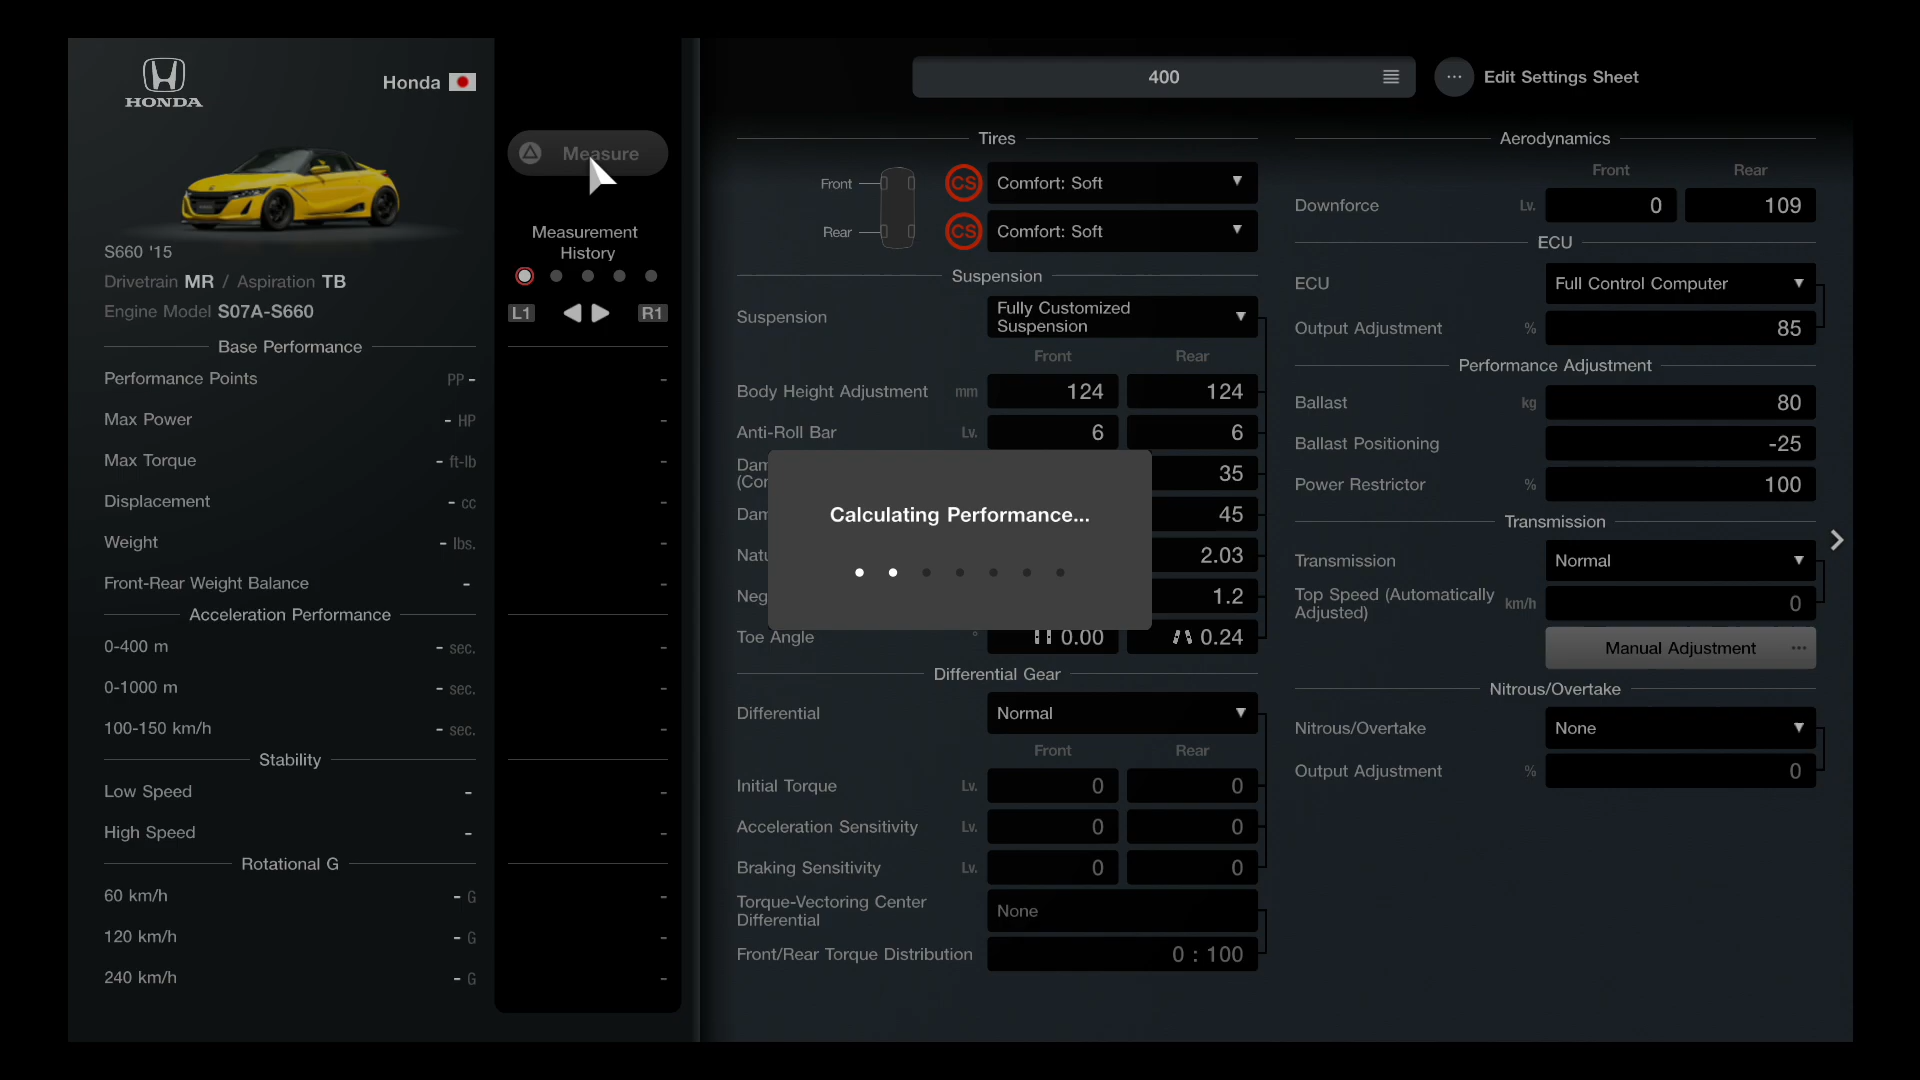 HONDA
Honda
S660 '15
Drivetrain MR / Aspiration TB
Engine Model S07A-S660
Base Performance
Performance Points PP -
Max Power - HP
Max Torque - ft-lb
Displacement - cc
Weight - lbs.
Front-Rear Weight Balance -
Acceleration Performance
0-400 m - sec.
0-1000 m - sec.
100-150 km/h - sec.
Stability
Low Speed -
High Speed -
Rotational G
60 km/h - G
120 km/h - G
240 km/h - G
Measure
Measurement
History
L1 R1
-
-
-
-
-
-
-
-
-
-
-
-
-
-
400
Edit Settings Sheet
Tires
Front CS Comfort: Soft
Rear CS Comfort: Soft
Suspension
Suspension Fully Customized
Suspension
Front Rear
Body Height Adjustment mm 124 124
Anti-Roll Bar Lv. 6 6
Dam
(Cor 35
Dam 45
Natu 2.03
Neg 1.2
Toe Angle ° 0.00 0.24
Calculating Performance...
Differential Gear
Differential Normal
Front Rear
Initial Torque Lv. 0 0
Acceleration Sensitivity Lv. 0 0
Braking Sensitivity Lv. 0 0
Torque-Vectoring Center
Differential None
Front/Rear Torque Distribution 0 : 100
Aerodynamics
Front Rear
Downforce Lv. 0 109
ECU
ECU Full Control Computer
Output Adjustment % 85
Performance Adjustment
Ballast kg 80
Ballast Positioning -25
Power Restrictor % 100
Transmission
Transmission Normal
Top Speed (Automatically
Adjusted) km/h 0
Manual Adjustment ...
Nitrous/Overtake
Nitrous/Overtake None
Output Adjustment % 0